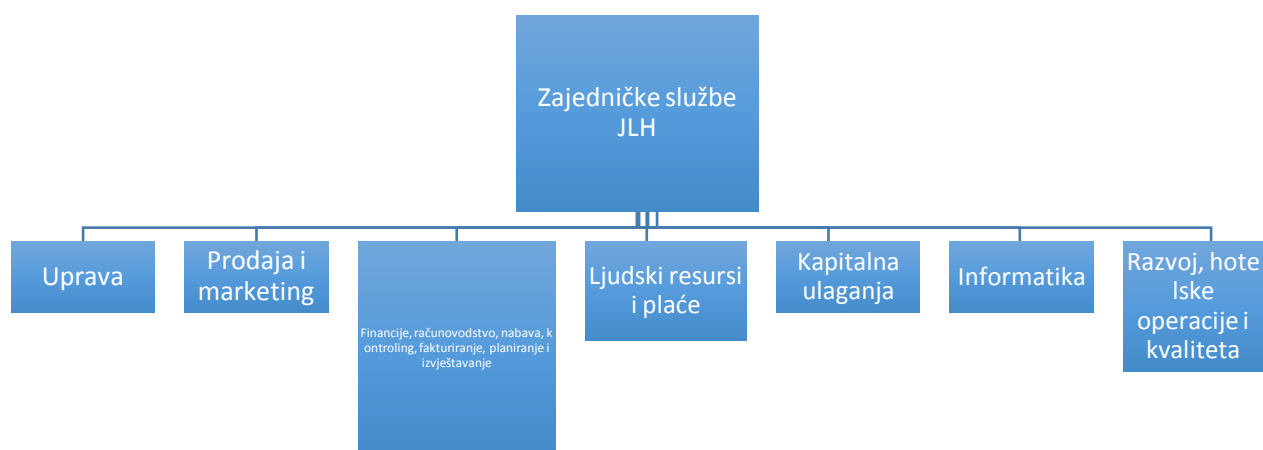 Zajedničke službe
JLH
Uprava
Prodaja i
marketing
Financije, računovodstvo, nabava, k
ontroling, fakturiranje, planiranje i
izvještavanje
Ljudski resursi
i plaće
Kapitalna
ulaganja
Informatika
Razvoj, hote
lske
operacije i
kvaliteta